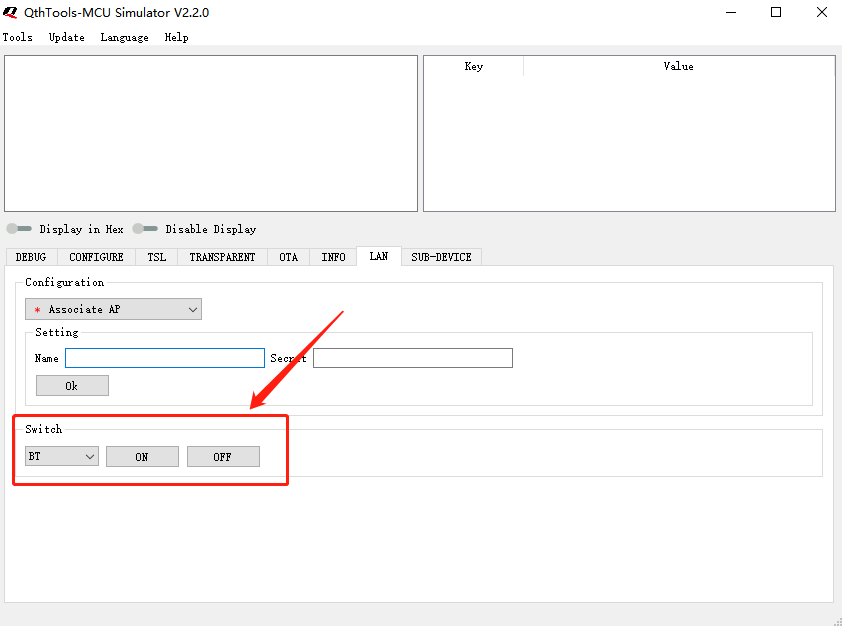 QthTools-MCU Simulator V2.2.0
Tools Update Language Help
Key Value
Display in Hex Disable Display
DEBUG CONFIGURE TSL TRANSPARENT OTA INFO LAN SUB-DEVICE
Configuration
* Associate AP
Setting
Name Secret
Ok
Switch
BT ON OFF